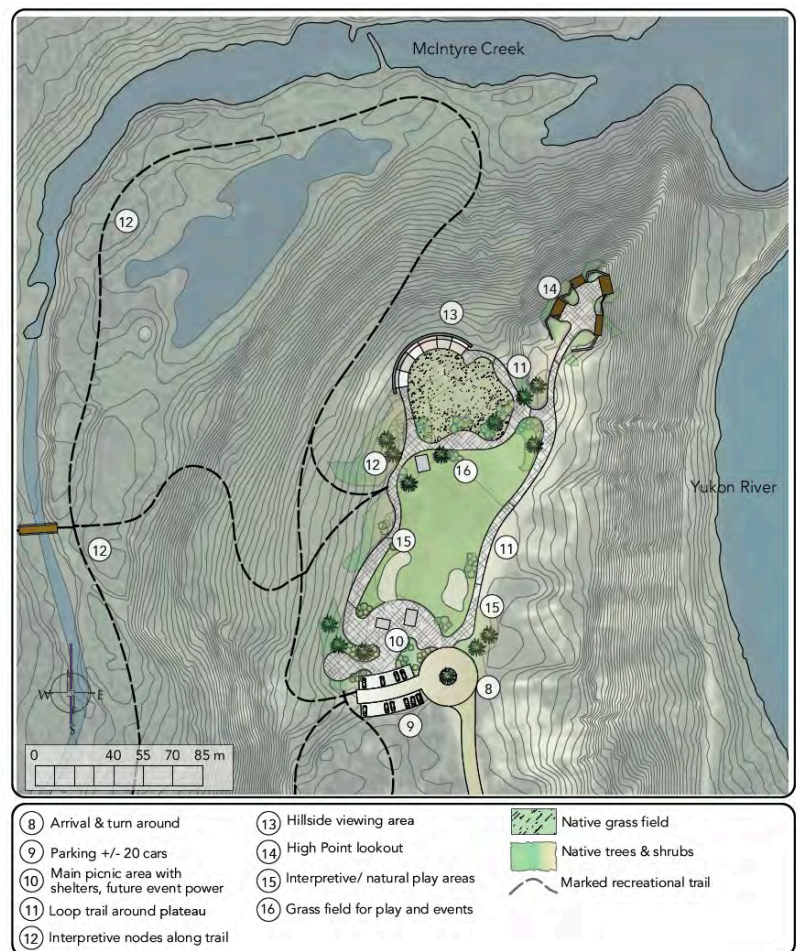 McIntyre Creek
12
14
13
11
12
16
Yukon River
12
15
11
15
10
8
9
N
W E
S
0 40 55 70 85 m
8 Arrival & turn around
9 Parking +/- 20 cars
10 Main picnic area with
shelters, future event power
11 Loop trail around plateau
12 Interpretive nodes along trail
13 Hillside viewing area
14 High Point lookout
15 Interpretive/ natural play areas
16 Grass field for play and events
Native grass field
Native trees & shrubs
Marked recreational trail